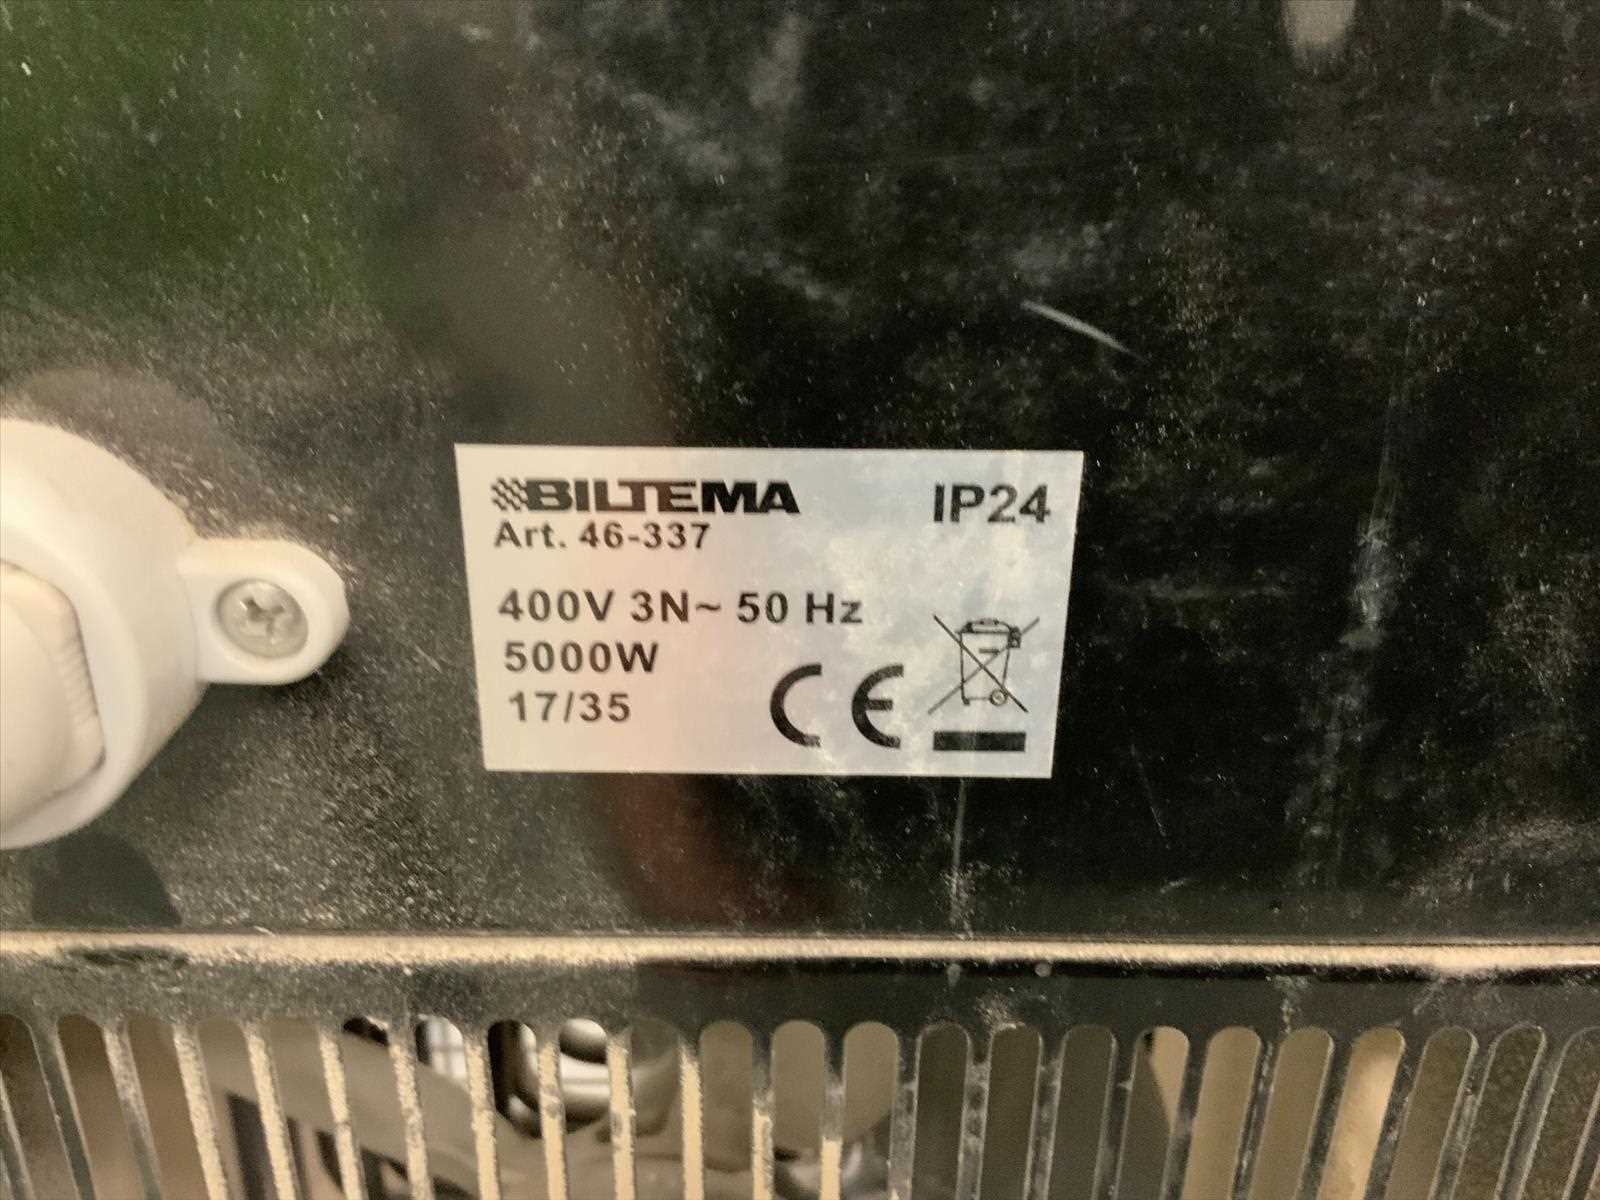 BILTEMA IP24
Art. 46-337
400V 3N~ 50 Hz
5000W
17/35
CE